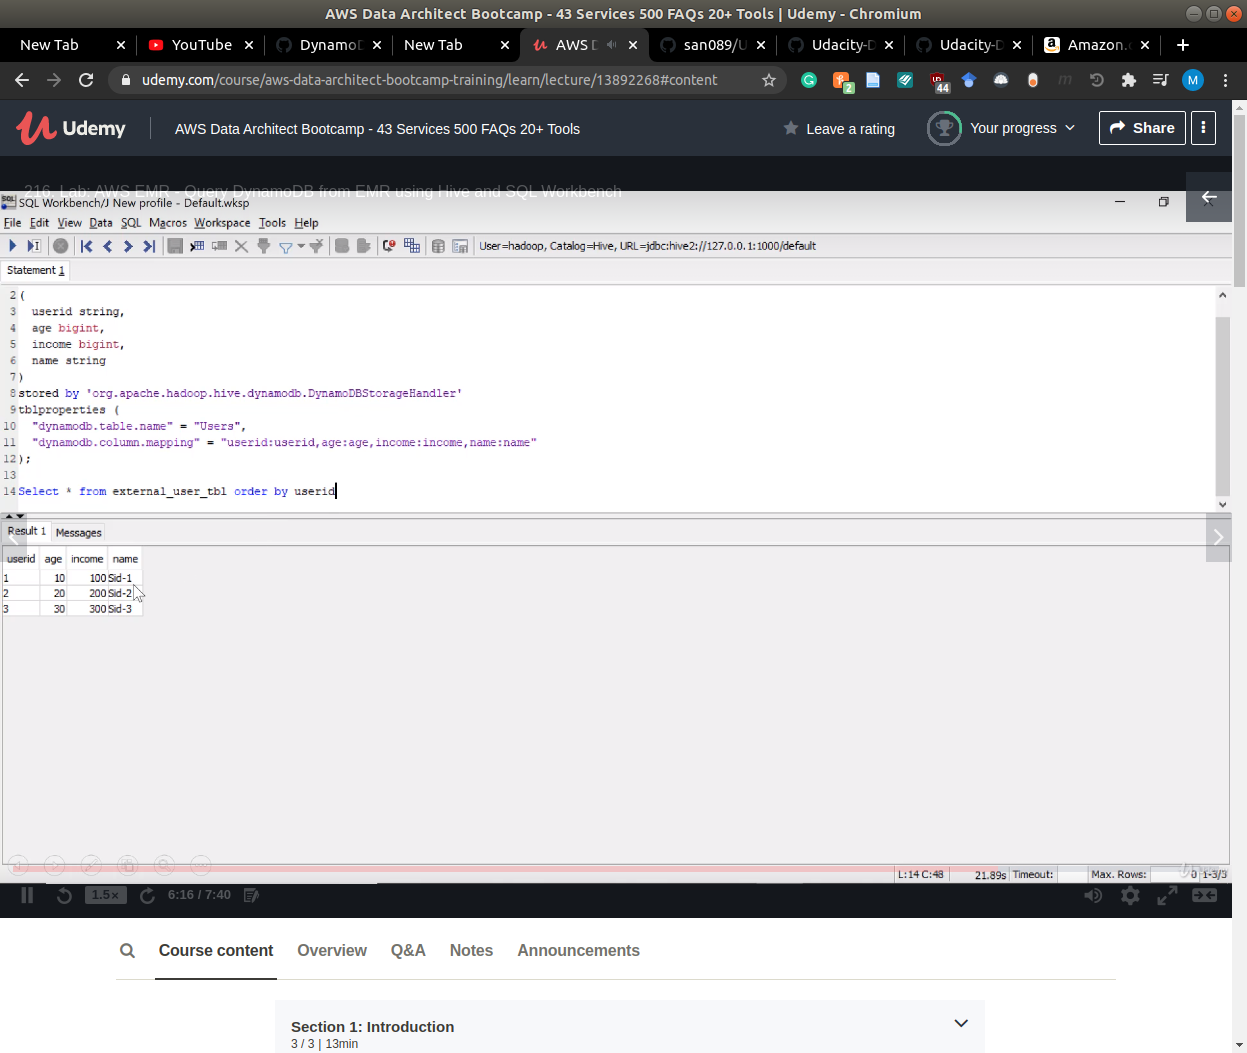 AWS Data Architect Bootcamp - 43 Services 500 FAQs 20+ Tools | Udemy - Chromium
New Tab YouTube DynamoD New Tab AWS D san089/U Udacity-D Udacity-D Amazon.c
udemy.com/course/aws-data-architect-bootcamp-training/learn/lecture/13892268#content 2 44 M
Udemy AWS Data Architect Bootcamp - 43 Services 500 FAQs 20+ Tools Leave a rating Your progress Share
216. Lab: AWS EMR - Query DynamoDB from EMR using Hive and SQL Workbench
SQL Workbench/J New profile - Default.wksp
File Edit View Data SQL Macros Workspace Tools Help
User=hadoop, Catalog=Hive, URL=jdbc:hive2://127.0.0.1:1000/default
Statement 1
2 (
3 userid string,
4 age bigint,
5 income bigint,
6 name string
7 )
8 stored by 'org.apache.hadoop.hive.dynamodb.DynamoDBStorageHandler'
9 tblproperties (
10 "dynamodb.table.name" = "Users",
11 "dynamodb.column.mapping" = "userid:userid,age:age,income:income,name:name"
12 );
13
14 Select * from external_user_tbl order by userid
Result 1 Messages
userid age income name
1 10 100 Sid-1
2 20 200 Sid-2
3 30 300 Sid-3
L:14 C:48 21.89s Timeout: Max. Rows: 0 1-3/3
1.5× 6:16 / 7:40
Course content Overview Q&A Notes Announcements
Section 1: Introduction
3 / 3 | 13min